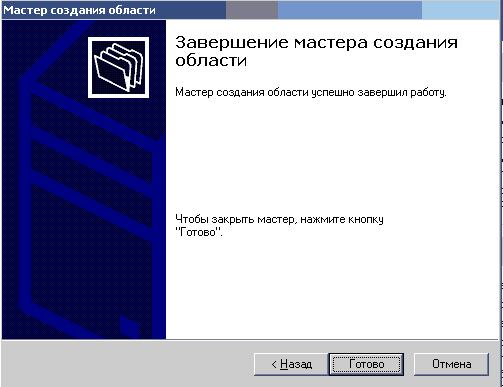 Мастер создания области
Завершение мастера создания
области
Мастер создания области успешно завершил работу.
Чтобы закрыть мастер, нажмите кнопку
"Готово".
< Назад
Готово
Отмена